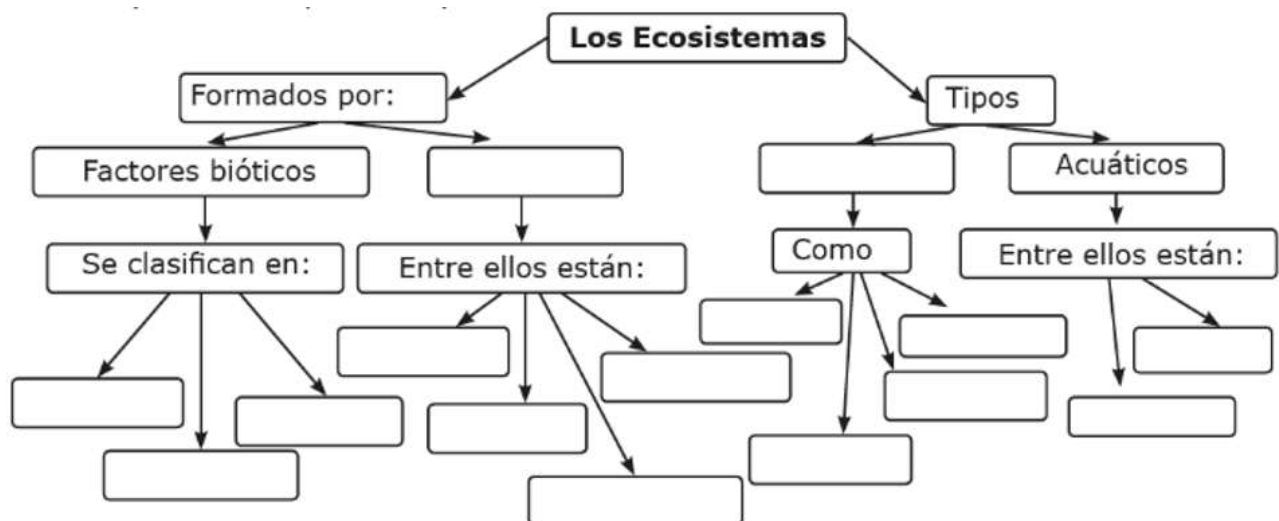 Los Ecosistemas
Formados por:
Tipos
Factores bióticos
Acuáticos
Se clasifican en:
Entre ellos están:
Como
Entre ellos están: